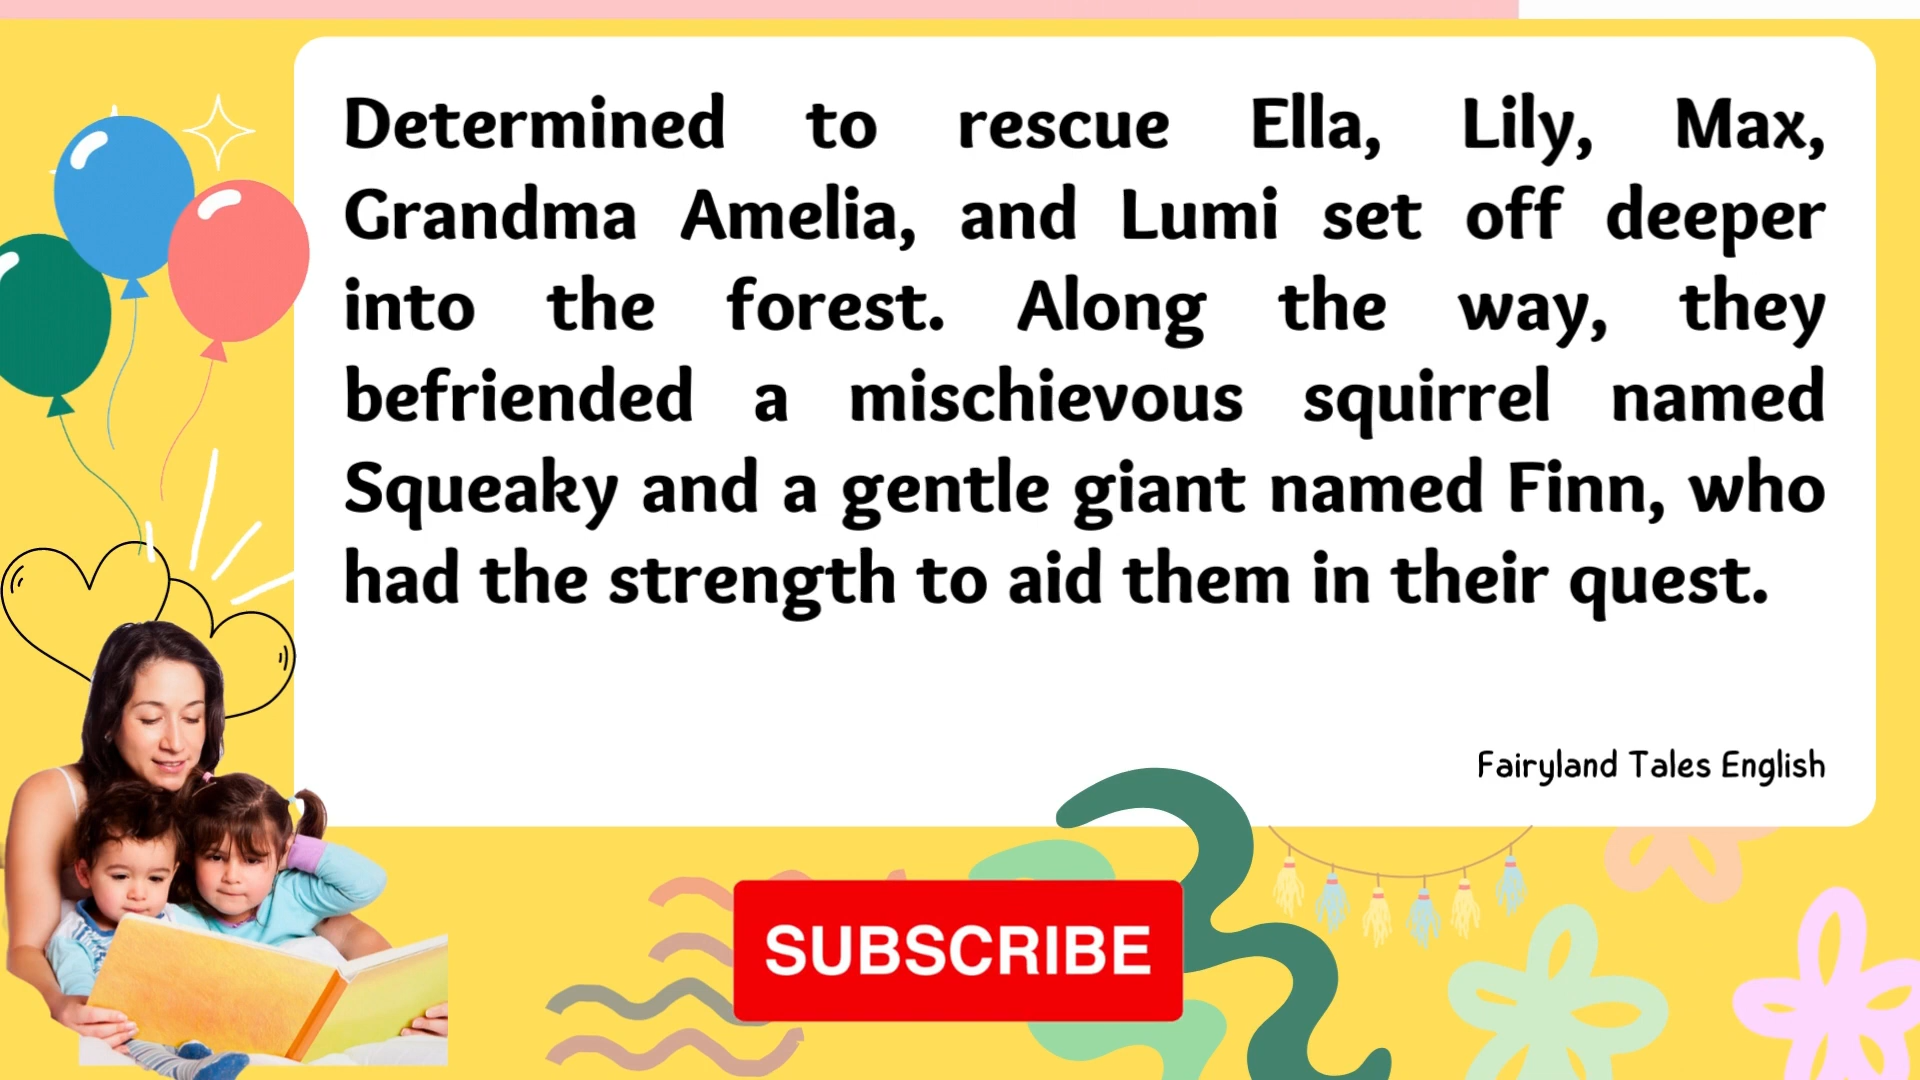 Determined to rescue Ella, Lily, Max,
Grandma Amelia, and Lumi set off deeper
into the forest. Along the way, they
befriended a mischievous squirrel named
Squeaky and a gentle giant named Finn, who
had the strength to aid them in their quest.
Fairyland Tales English
SUBSCRIBE